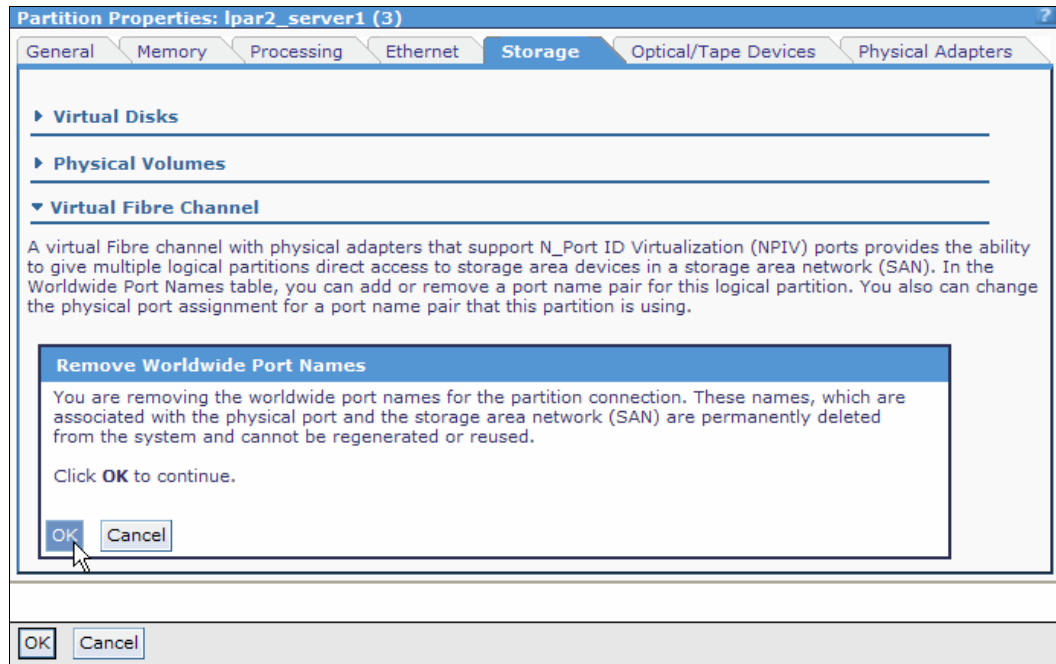 Partition Properties: lpar2_server1 (3)
?
General Memory Processing Ethernet Storage Optical/Tape Devices Physical Adapters
Virtual Disks
Physical Volumes
Virtual Fibre Channel
A virtual Fibre channel with physical adapters that support N_Port ID Virtualization (NPIV) ports provides the ability
to give multiple logical partitions direct access to storage area devices in a storage area network (SAN). In the
Worldwide Port Names table, you can add or remove a port name pair for this logical partition. You also can change
the physical port assignment for a port name pair that this partition is using.
Remove Worldwide Port Names
You are removing the worldwide port names for the partition connection. These names, which are
associated with the physical port and the storage area network (SAN) are permanently deleted
from the system and cannot be regenerated or reused.
Click OK to continue.
OK Cancel
OK Cancel